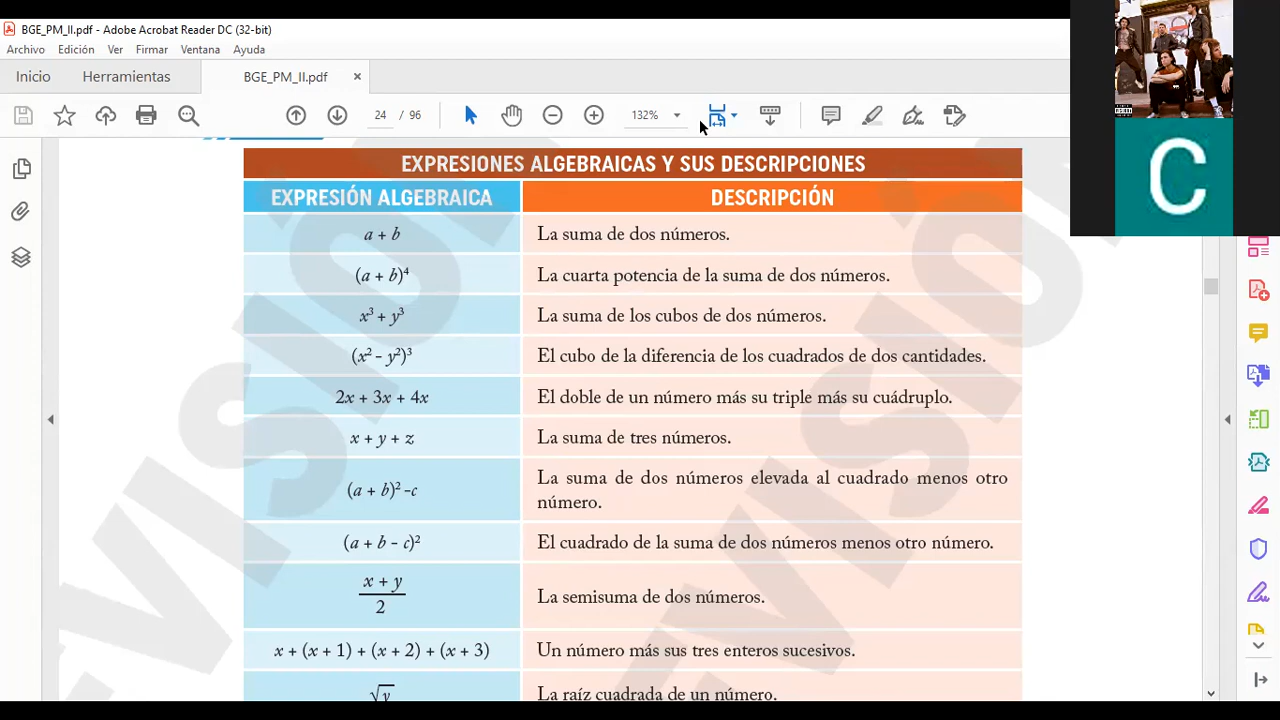 BGE_PM_II.pdf - Adobe Acrobat Reader DC (32-bit)
Archivo Edición Ver Firmar Ventana Ayuda
Inicio Herramientas BGE_PM_II.pdf ×
24 / 96 132%
EXPRESIONES ALGEBRAICAS Y SUS DESCRIPCIONES
EXPRESIÓN ALGEBRAICA DESCRIPCIÓN
a + b La suma de dos números.
(a + b)⁴ La cuarta potencia de la suma de dos números.
x³ + y³ La suma de los cubos de dos números.
(x² – y²)³ El cubo de la diferencia de los cuadrados de dos cantidades.
2x + 3x + 4x El doble de un número más su triple más su cuádruplo.
x + y + z La suma de tres números.
(a + b)² –c La suma de dos números elevada al cuadrado menos otro
número.
(a + b – c)² El cuadrado de la suma de dos números menos otro número.
x + y
2
La semisuma de dos números.
x + (x + 1) + (x + 2) + (x + 3) Un número más sus tres enteros sucesivos.
√y La raíz cuadrada de un número.
C